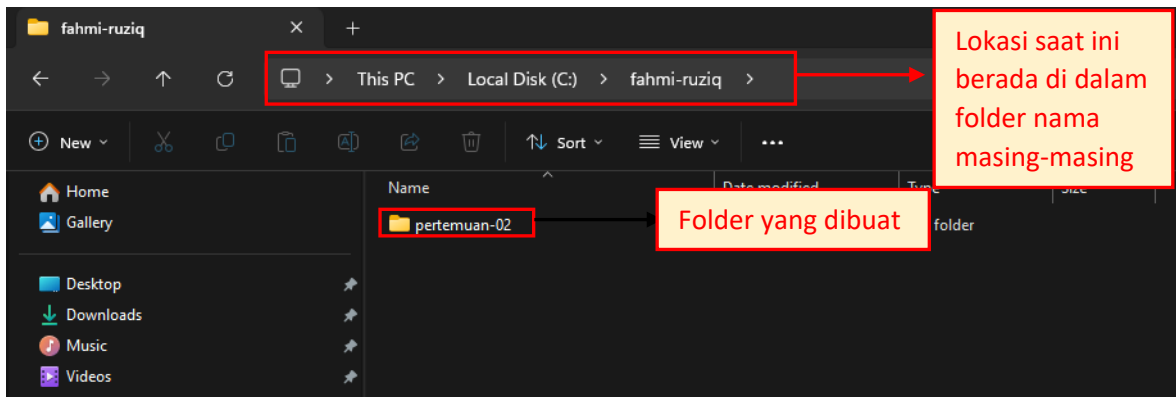 fahmi-ruziq
This PC > Local Disk (C:) > fahmi-ruziq >
Lokasi saat ini
berada di dalam
folder nama
masing-masing
New Sort View
Home
Gallery
Name
pertemuan-02
Folder yang dibuat
folder
Desktop
Downloads
Music
Videos